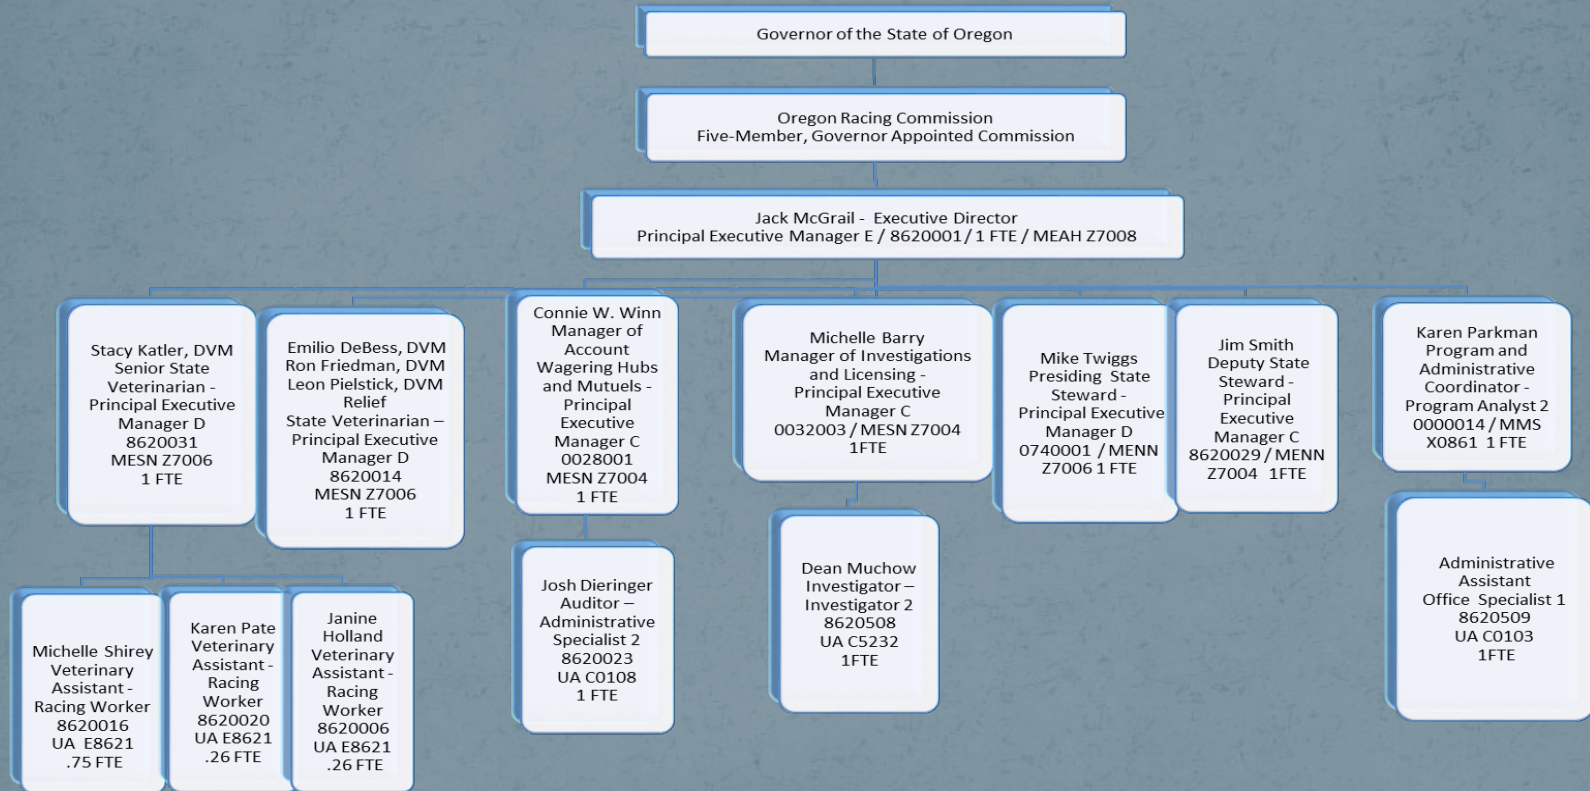 Governor of the State of Oregon
Oregon Racing Commission
Five-Member, Governor Appointed Commission
Jack McGrail - Executive Director
Principal Executive Manager E / 8620001 / 1 FTE / MEAH Z7008
Stacy Katler, DVM
Senior State
Veterinarian -
Principal Executive
Manager D
8620031
MESN Z7006
1 FTE
Emilio DeBess, DVM
Ron Friedman, DVM
Leon Pielstick, DVM
Relief
State Veterinarian –
Principal Executive
Manager D
8620014
MESN Z7006
1 FTE
Connie W. Winn
Manager of
Account
Wagering Hubs
and Mutuels -
Principal
Executive
Manager C
0028001
MESN Z7004
1 FTE
Michelle Barry
Manager of Investigations
and Licensing -
Principal Executive
Manager C
0032003 / MESN Z7004
1FTE
Mike Twiggs
Presiding State
Steward -
Principal Executive
Manager D
0740001 / MENN
Z7006 1 FTE
Jim Smith
Deputy State
Steward -
Principal
Executive
Manager C
8620029 / MENN
Z7004 1FTE
Karen Parkman
Program and
Administrative
Coordinator -
Program Analyst 2
0000014 / MMS
X0861 1 FTE
Michelle Shirey
Veterinary
Assistant -
Racing Worker
8620016
UA E8621
.75 FTE
Karen Pate
Veterinary
Assistant -
Racing
Worker
8620020
UA E8621
.26 FTE
Janine
Holland
Veterinary
Assistant -
Racing
Worker
8620006
UA E8621
.26 FTE
Josh Dieringer
Auditor –
Administrative
Specialist 2
8620023
UA C0108
1 FTE
Dean Muchow
Investigator –
Investigator 2
8620508
UA C5232
1FTE
Administrative
Assistant
Office Specialist 1
8620509
UA C0103
1FTE